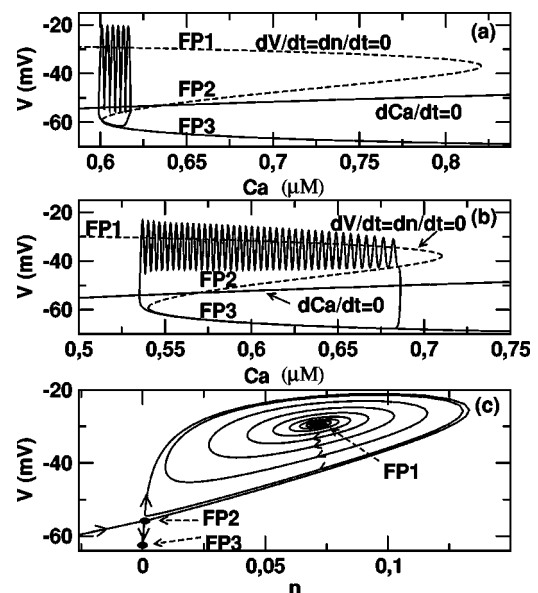 (a)
FP1
dV/dt=dn/dt=0
-40
FP2
dCa/dt=0
-60
FP3
V (mV)
0,6
0,65
0,7
0,75
0,8
Ca (μM)
(b)
-20
FP1
dV/dt=dn/dt=0
-40
FP2
-60
FP3
dCa/dt=0
V (mV)
0,5
0,55
0,6
0,65
0,7
0,75
Ca (μM)
(c)
-20
-40
FP1
FP2
-60
FP3
V (mV)
0
0,05
0,1
n